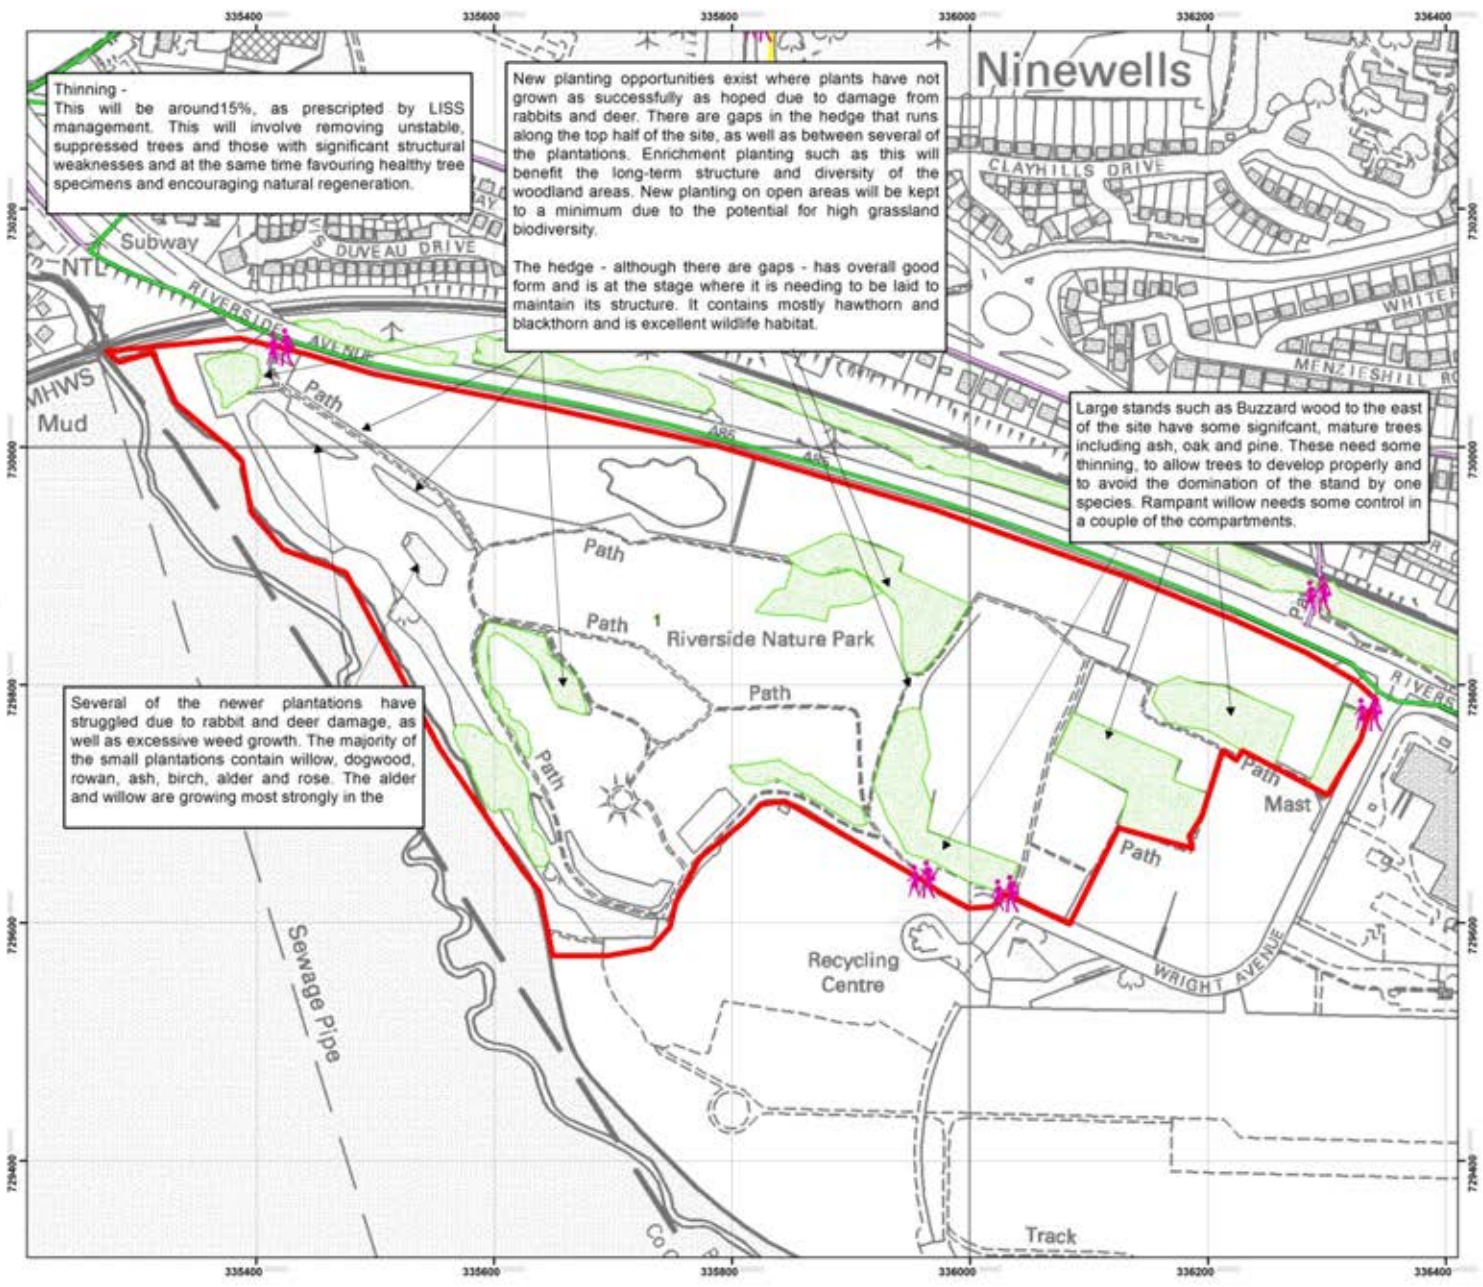 335400
335600
335800
336000
336200
336400
Ninewells
Thinning -
This will be around15%, as prescripted by LISS
management. This will involve removing unstable,
suppressed trees and those with significant structural
weaknesses and at the same time favouring healthy tree
specimens and encouraging natural regeneration.
New planting opportunities exist where plants have not
grown as successfully as hoped due to damage from
rabbits and deer. There are gaps in the hedge that runs
along the top half of the site, as well as between several of
the plantations. Enrichment planting such as this will
benefit the long-term structure and diversity of the
woodland areas. New planting on open areas will be kept
to a minimum due to the potential for high grassland
biodiversity.
The hedge - although there are gaps - has overall good
form and is at the stage where it is needing to be laid to
maintain its structure. It contains mostly hawthorn and
blackthorn and is excellent wildlife habitat.
CLAYHILLS DRIVE
730200
730200
Subway
DUVEAU DRIVE
NTL
RIVERSIDE
AVENUE
WHITE
MENZIESHILL RO
MHWS
Mud
Path
Large stands such as Buzzard wood to the east
of the site have some signifcant, mature trees
including ash, oak and pine. These need some
thinning, to allow trees to develop properly and
to avoid the domination of the stand by one
species. Rampant willow needs some control in
a couple of the compartments.
730000
A85
A85
730000
Path
Path
1
Riverside Nature Park
Path
729800
729800
RIVERS
Several of the newer plantations have
struggled due to rabbit and deer damage, as
well as excessive weed growth. The majority of
the small plantations contain willow, dogwood,
rowan, ash, birch, alder and rose. The alder
and willow are growing most strongly in the
Path
Path
Mast
Path
729600
729600
Sewage Pipe
Recycling
Centre
WRIGHT AVENUE
729400
729400
Track
335400
335600
335800
336000
336200
336400